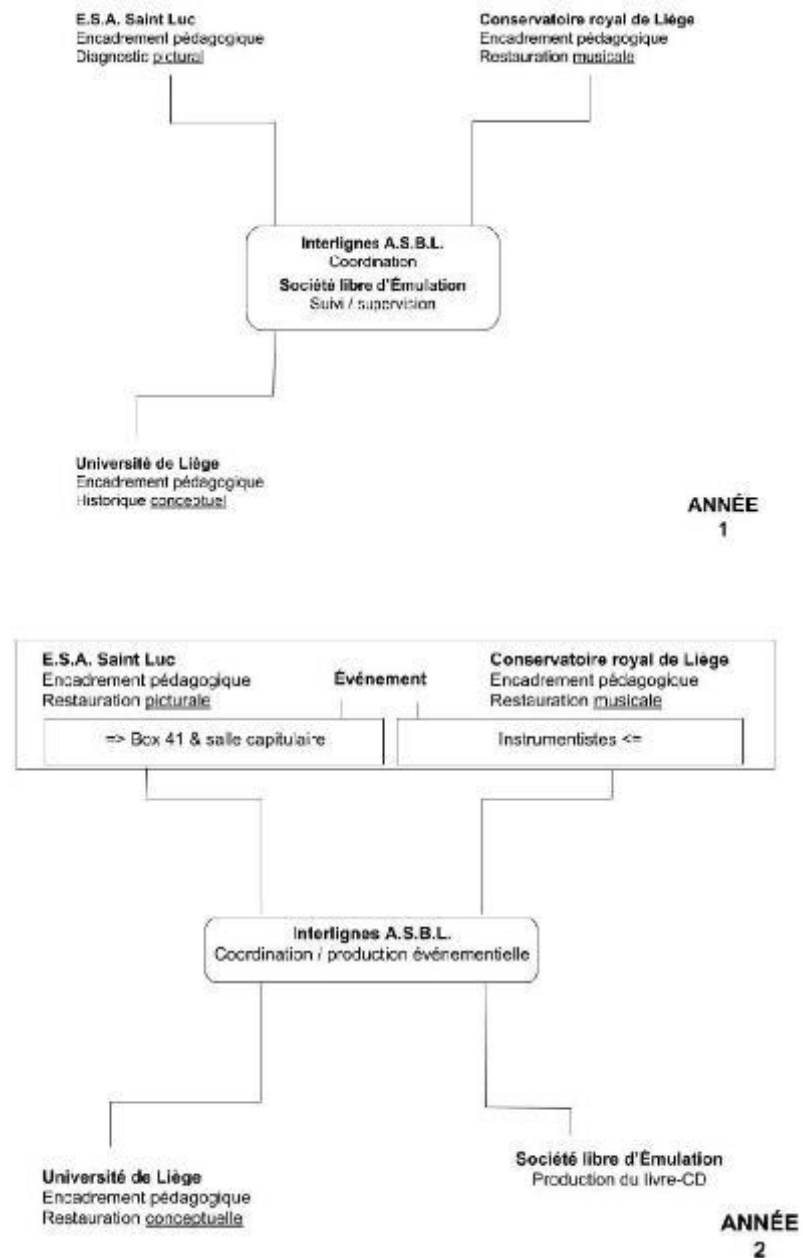 E.S.A. Saint Luc
Encadrement pédagogique
Diagnostic pictural
Conservatoire royal de Liège
Encadrement pédagogique
Restauration musicale
Interlignes A.S.B.L.
Coordination
Société libre d'Émulation
Suivi / supervision
Université de Liège
Encadrement pédagogique
Historique conceptuel
ANNÉE
1
E.S.A. Saint Luc
Encadrement pédagogique
Restauration picturale
Événement
Conservatoire royal de Liège
Encadrement pédagogique
Restauration musicale
=> Box 41 & salle capitulaire
Instrumentistes <=
Interlignes A.S.B.L.
Coordination / production événementielle
Université de Liège
Encadrement pédagogique
Restauration conceptuelle
Société libre d'Émulation
Production du livre-CD
ANNÉE
2